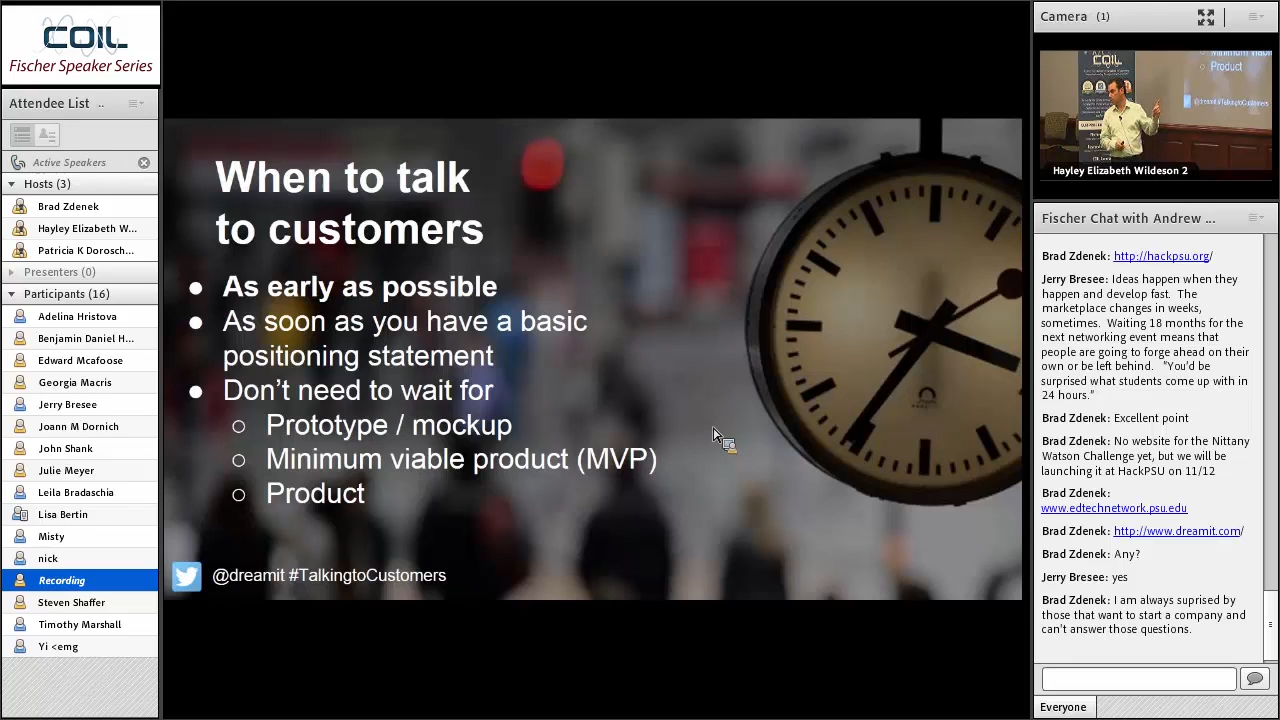 COIL
Fischer Speaker Series
Attendee List ..
Active Speakers
Hosts (3)
Brad Zdenek
Hayley Elizabeth W...
Patricia K Dorosch...
Presenters (0)
Participants (16)
Adelina Hristova
Benjamin Daniel H...
Edward Mcafoose
Georgia Macris
Jerry Bresee
Joann M Dornich
John Shank
Julie Meyer
Leila Bradaschia
Lisa Bertin
Misty
nick
Recording
Steven Shaffer
Timothy Marshall
Yi <emg
When to talk
to customers
● As early as possible
● As soon as you have a basic
positioning statement
● Don't need to wait for
○ Prototype / mockup
○ Minimum viable product (MVP)
○ Product
@dreamit #TalkingtoCustomers
Camera (1)
COIL
Product
@dreamit #TalkingtoCustomers
Hayley Elizabeth Wildeson 2
Fischer Chat with Andrew ...
Brad Zdenek: http://hackpsu.org/
Jerry Bresee: Ideas happen when they
happen and develop fast. The
marketplace changes in weeks,
sometimes. Waiting 18 months for the
next networking event means that
people are going to forge ahead on their
own or be left behind. "You'd be
surprised what students come up with in
24 hours."
Brad Zdenek: Excellent point
Brad Zdenek: No website for the Nittany
Watson Challenge yet, but we will be
launching it at HackPSU on 11/12
Brad Zdenek:
www.edtechnetwork.psu.edu
Brad Zdenek: http://www.dreamit.com/
Brad Zdenek: Any?
Jerry Bresee: yes
Brad Zdenek: I am always suprised by
those that want to start a company and
can't answer those questions.
Everyone